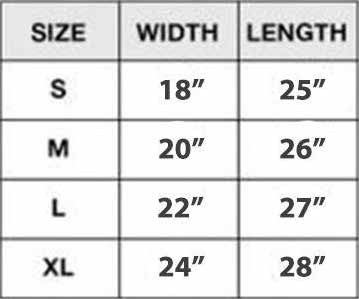 SIZE WIDTH LENGTH
S 18” 25”
M 20” 26”
L 22” 27”
XL 24” 28”